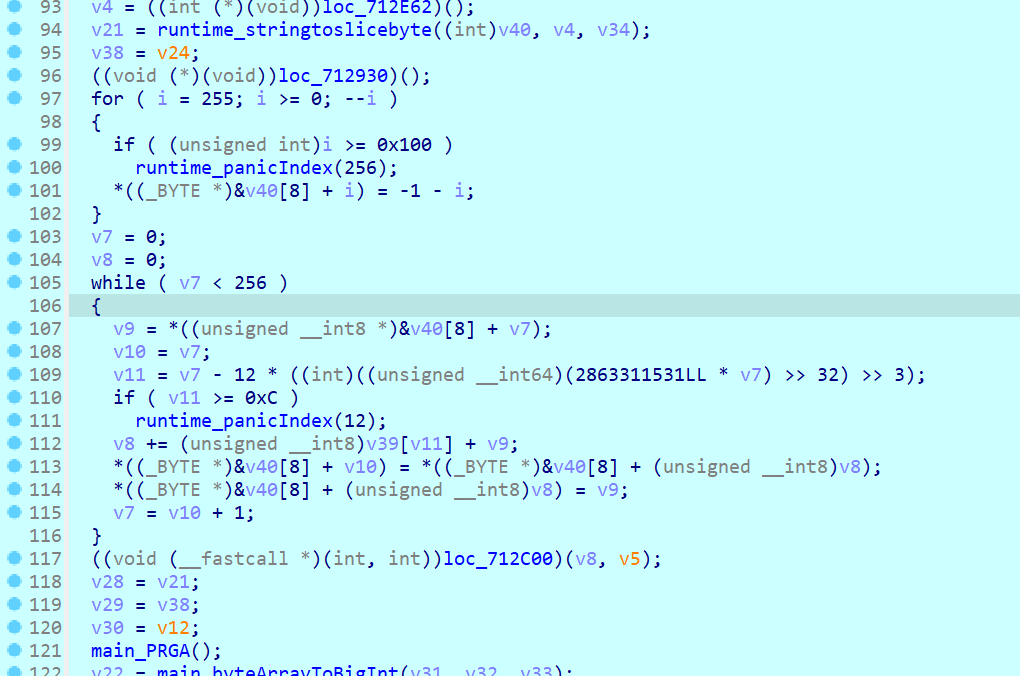 93 v4 = ((int (*)(void))loc_712E62)();
94 v21 = runtime_stringtoslicebyte((int)v40, v4, v34);
95 v38 = v24;
96 ((void (*)(void))loc_712930)();
97 for ( i = 255; i >= 0; --i )
98 {
99 if ( (unsigned int)i >= 0x100 )
100 runtime_panicIndex(256);
101 *((_BYTE *)&v40[8] + i) = -1 - i;
102 }
103 v7 = 0;
104 v8 = 0;
105 while ( v7 < 256 )
106 {
107 v9 = *((unsigned __int8 *)&v40[8] + v7);
108 v10 = v7;
109 v11 = v7 - 12 * ((int)((unsigned __int64)(2863311531LL * v7) >> 32) >> 3);
110 if ( v11 >= 0xC )
111 runtime_panicIndex(12);
112 v8 += (unsigned __int8)v39[v11] + v9;
113 *((_BYTE *)&v40[8] + v10) = *((_BYTE *)&v40[8] + (unsigned __int8)v8);
114 *((_BYTE *)&v40[8] + (unsigned __int8)v8) = v9;
115 v7 = v10 + 1;
116 }
117 ((void (__fastcall *)(int, int))loc_712C00)(v8, v5);
118 v28 = v21;
119 v29 = v38;
120 v30 = v12;
121 main_PRGA();
122 v22 = main_byteArrayToBigInt(v31, v32, v33);